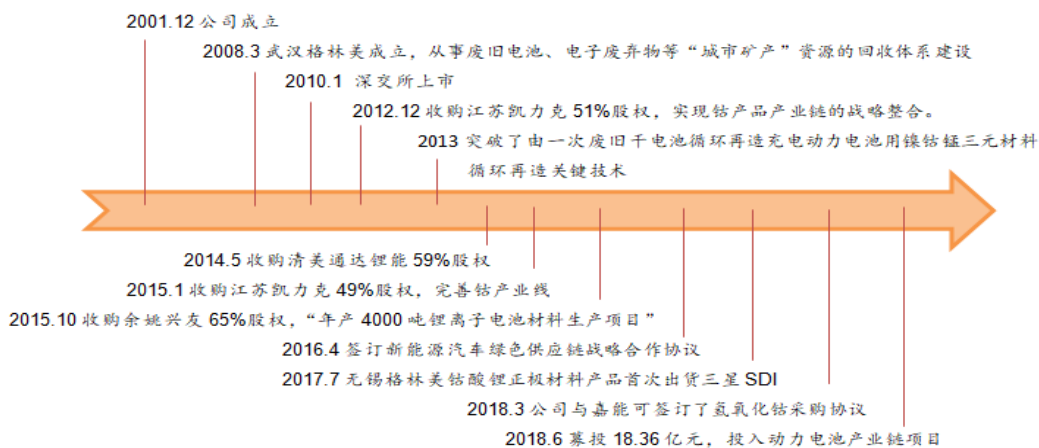 2001.12 公司成立
2008.3 武汉格林美成立，从事废旧电池、电子废弃物等“城市矿产”资源的回收体系建设
2010.1 深交所上市
2012.12 收购江苏凯力克 51%股权，实现钴产品产业链的战略整合。
2013 突破了由一次废旧干电池循环再造充电动力电池用镍钴锰三元材料
循环再造关键技术
2014.5 收购清美通达锂能 59%股权
2015.1 收购江苏凯力克 49%股权，完善钴产业线
2015.10 收购余姚兴友 65%股权，“年产 4000 吨锂离子电池材料生产项目”
2016.4 签订新能源汽车绿色供应链战略合作协议
2017.7 无锡格林美钴酸锂正极材料产品首次出货三星 SDI
2018.3 公司与嘉能可签订了氢氧化钴采购协议
2018.6 募投 18.36 亿元，投入动力电池产业链项目